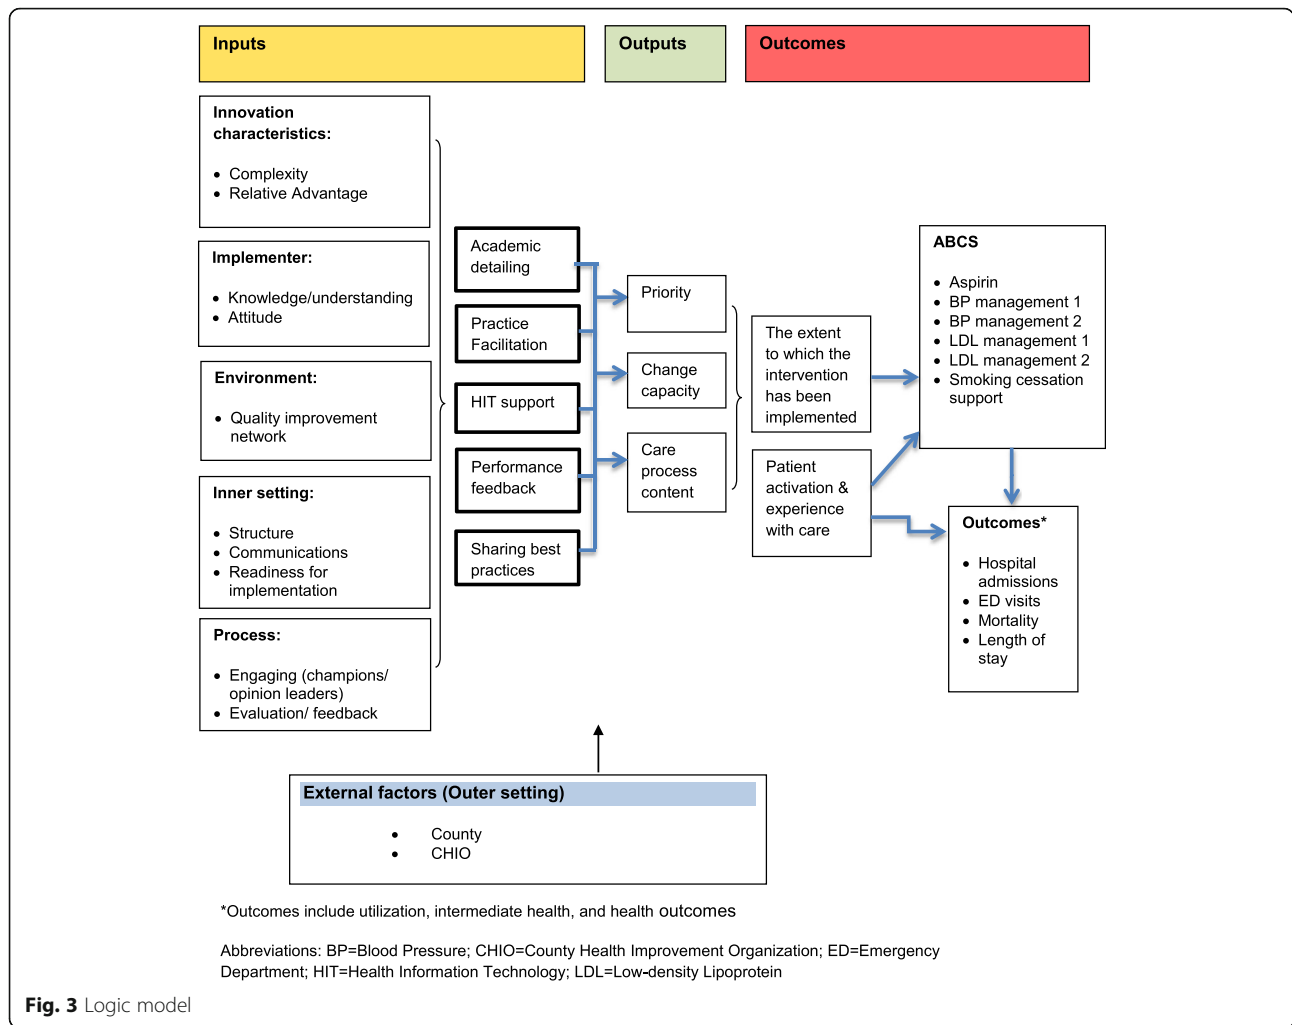 Inputs
Outputs
Outcomes
Innovation
characteristics:
• Complexity
• Relative Advantage
Implementer:
• Knowledge/understanding
• Attitude
Environment:
• Quality improvement
network
Inner setting:
• Structure
• Communications
• Readiness for
implementation
Process:
• Engaging (champions/
opinion leaders)
• Evaluation/ feedback
Academic
detailing
Practice
Facilitation
HIT support
Performance
feedback
Sharing best
practices
Priority
Change
capacity
Care
process
content
The extent
to which the
intervention
has been
implemented
Patient
activation &
experience
with care
ABCS
• Aspirin
• BP management 1
• BP management 2
• LDL management 1
• LDL management 2
• Smoking cessation
support
Outcomes*
• Hospital
admissions
• ED visits
• Mortality
• Length of
stay
External factors (Outer setting)
• County
• CHIO
*Outcomes include utilization, intermediate health, and health outcomes
Abbreviations: BP=Blood Pressure; CHIO=County Health Improvement Organization; ED=Emergency
Department; HIT=Health Information Technology; LDL=Low-density Lipoprotein
Fig. 3 Logic model